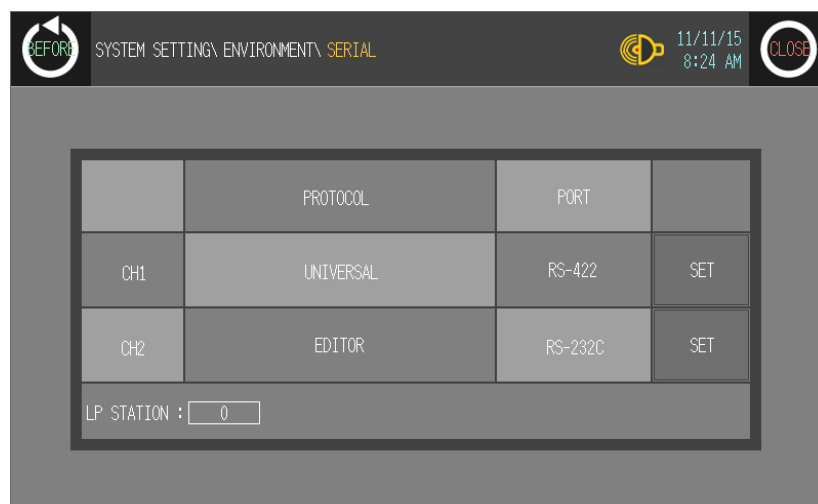 BEFORE
SYSTEM SETTING\ ENVIRONMENT\ SERIAL
11/11/15
8:24 AM
CLOSE
PROTOCOL PORT
CH1 UNIVERSAL RS-422 SET
CH2 EDITOR RS-232C SET
LP STATION : 0